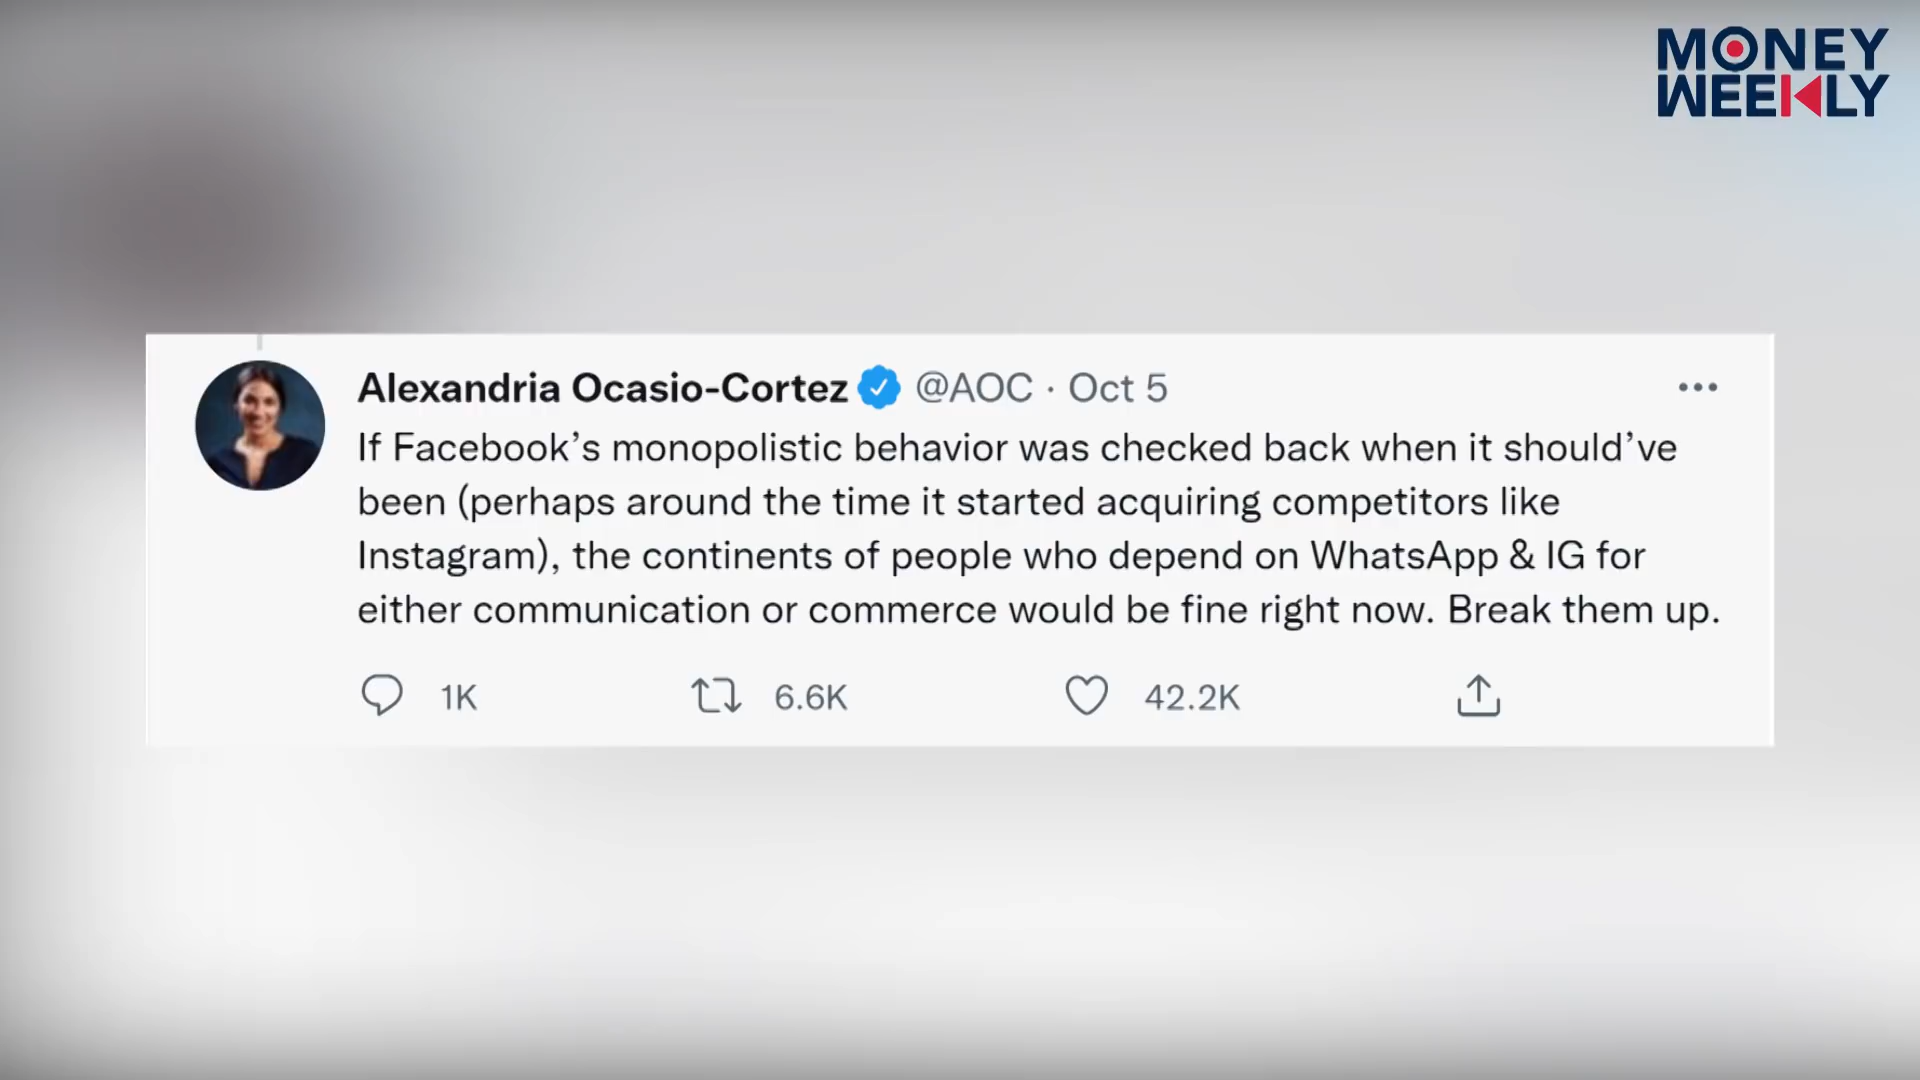 MONEY
WEEKLY
Alexandria Ocasio-Cortez @AOC · Oct 5
If Facebook’s monopolistic behavior was checked back when it should’ve
been (perhaps around the time it started acquiring competitors like
Instagram), the continents of people who depend on WhatsApp & IG for
either communication or commerce would be fine right now. Break them up.
1K 6.6K 42.2K